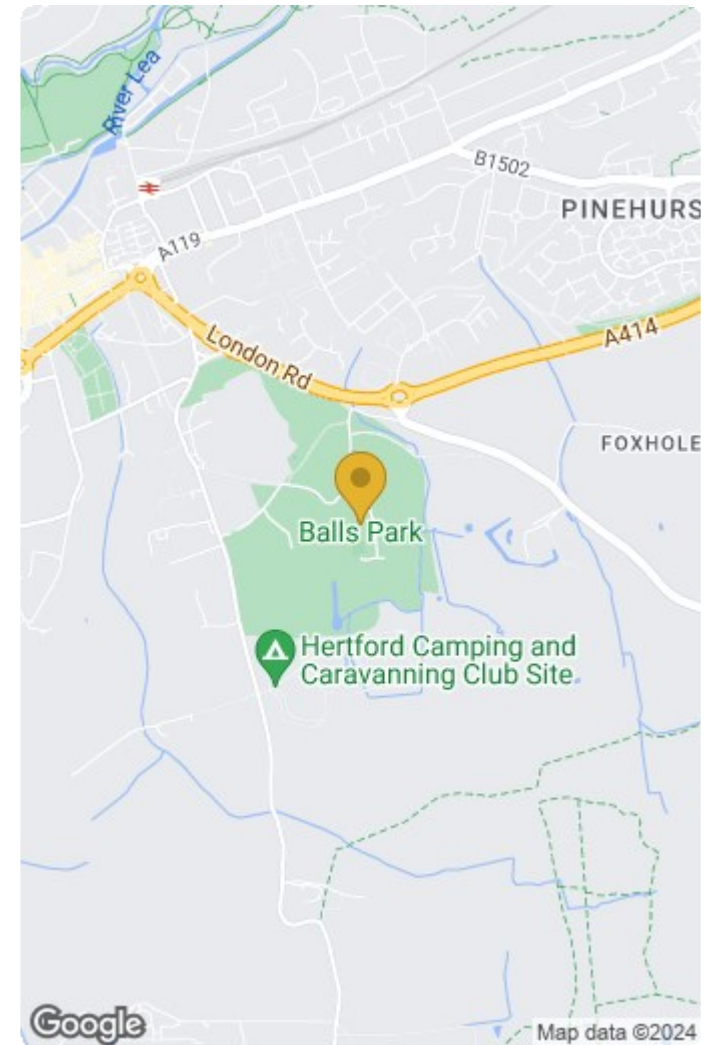 River Lea
B1502
PINEHURS
A119
London Rd
A414
FOXHOLE
Balls Park
Hertford Camping and
Caravanning Club Site
Google
Map data ©2024